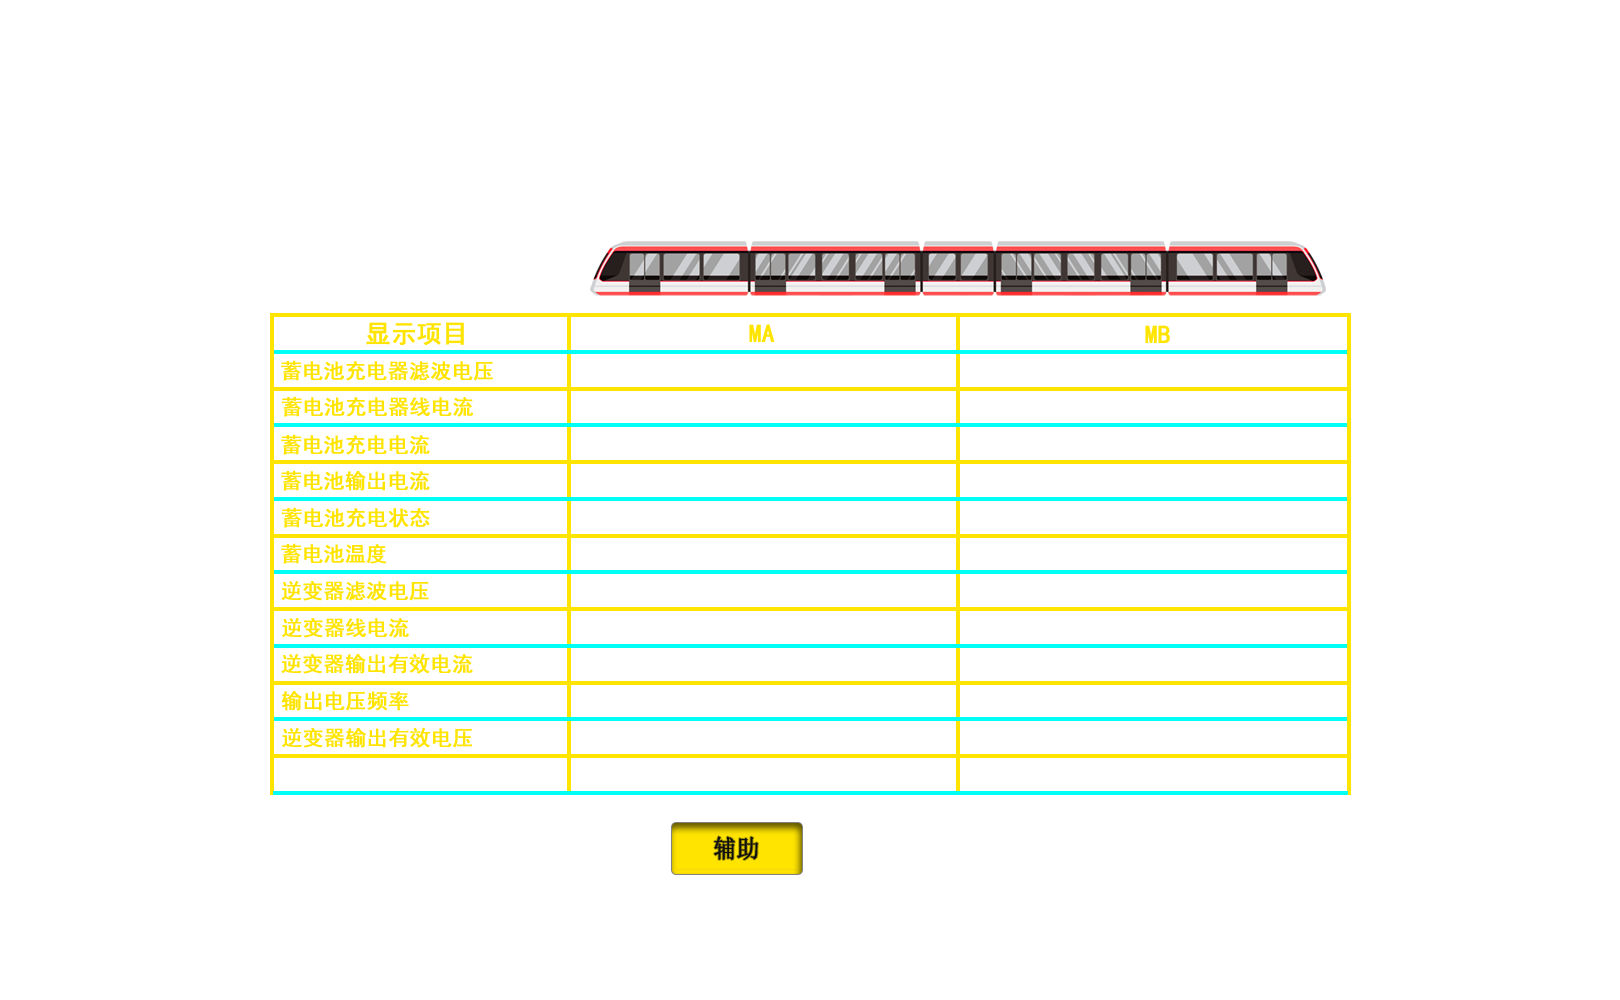 显示项目 MA MB
蓄电池充电器滤波电压
蓄电池充电器线电流
蓄电池充电电流
蓄电池输出电流
蓄电池充电状态
蓄电池温度
逆变器滤波电压
逆变器线电流
逆变器输出有效电流
输出电压频率
逆变器输出有效电压
辅助